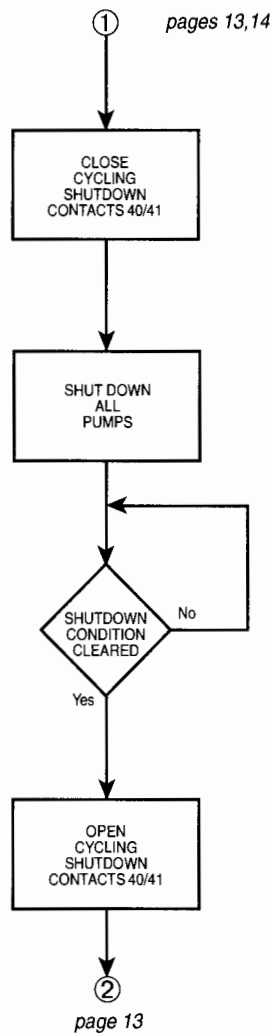 ① pages 13,14
CLOSE
CYCLING
SHUTDOWN
CONTACTS 40/41
SHUT DOWN
ALL
PUMPS
No
SHUTDOWN
CONDITION
CLEARED
Yes
OPEN
CYCLING
SHUTDOWN
CONTACTS 40/41
②
page 13